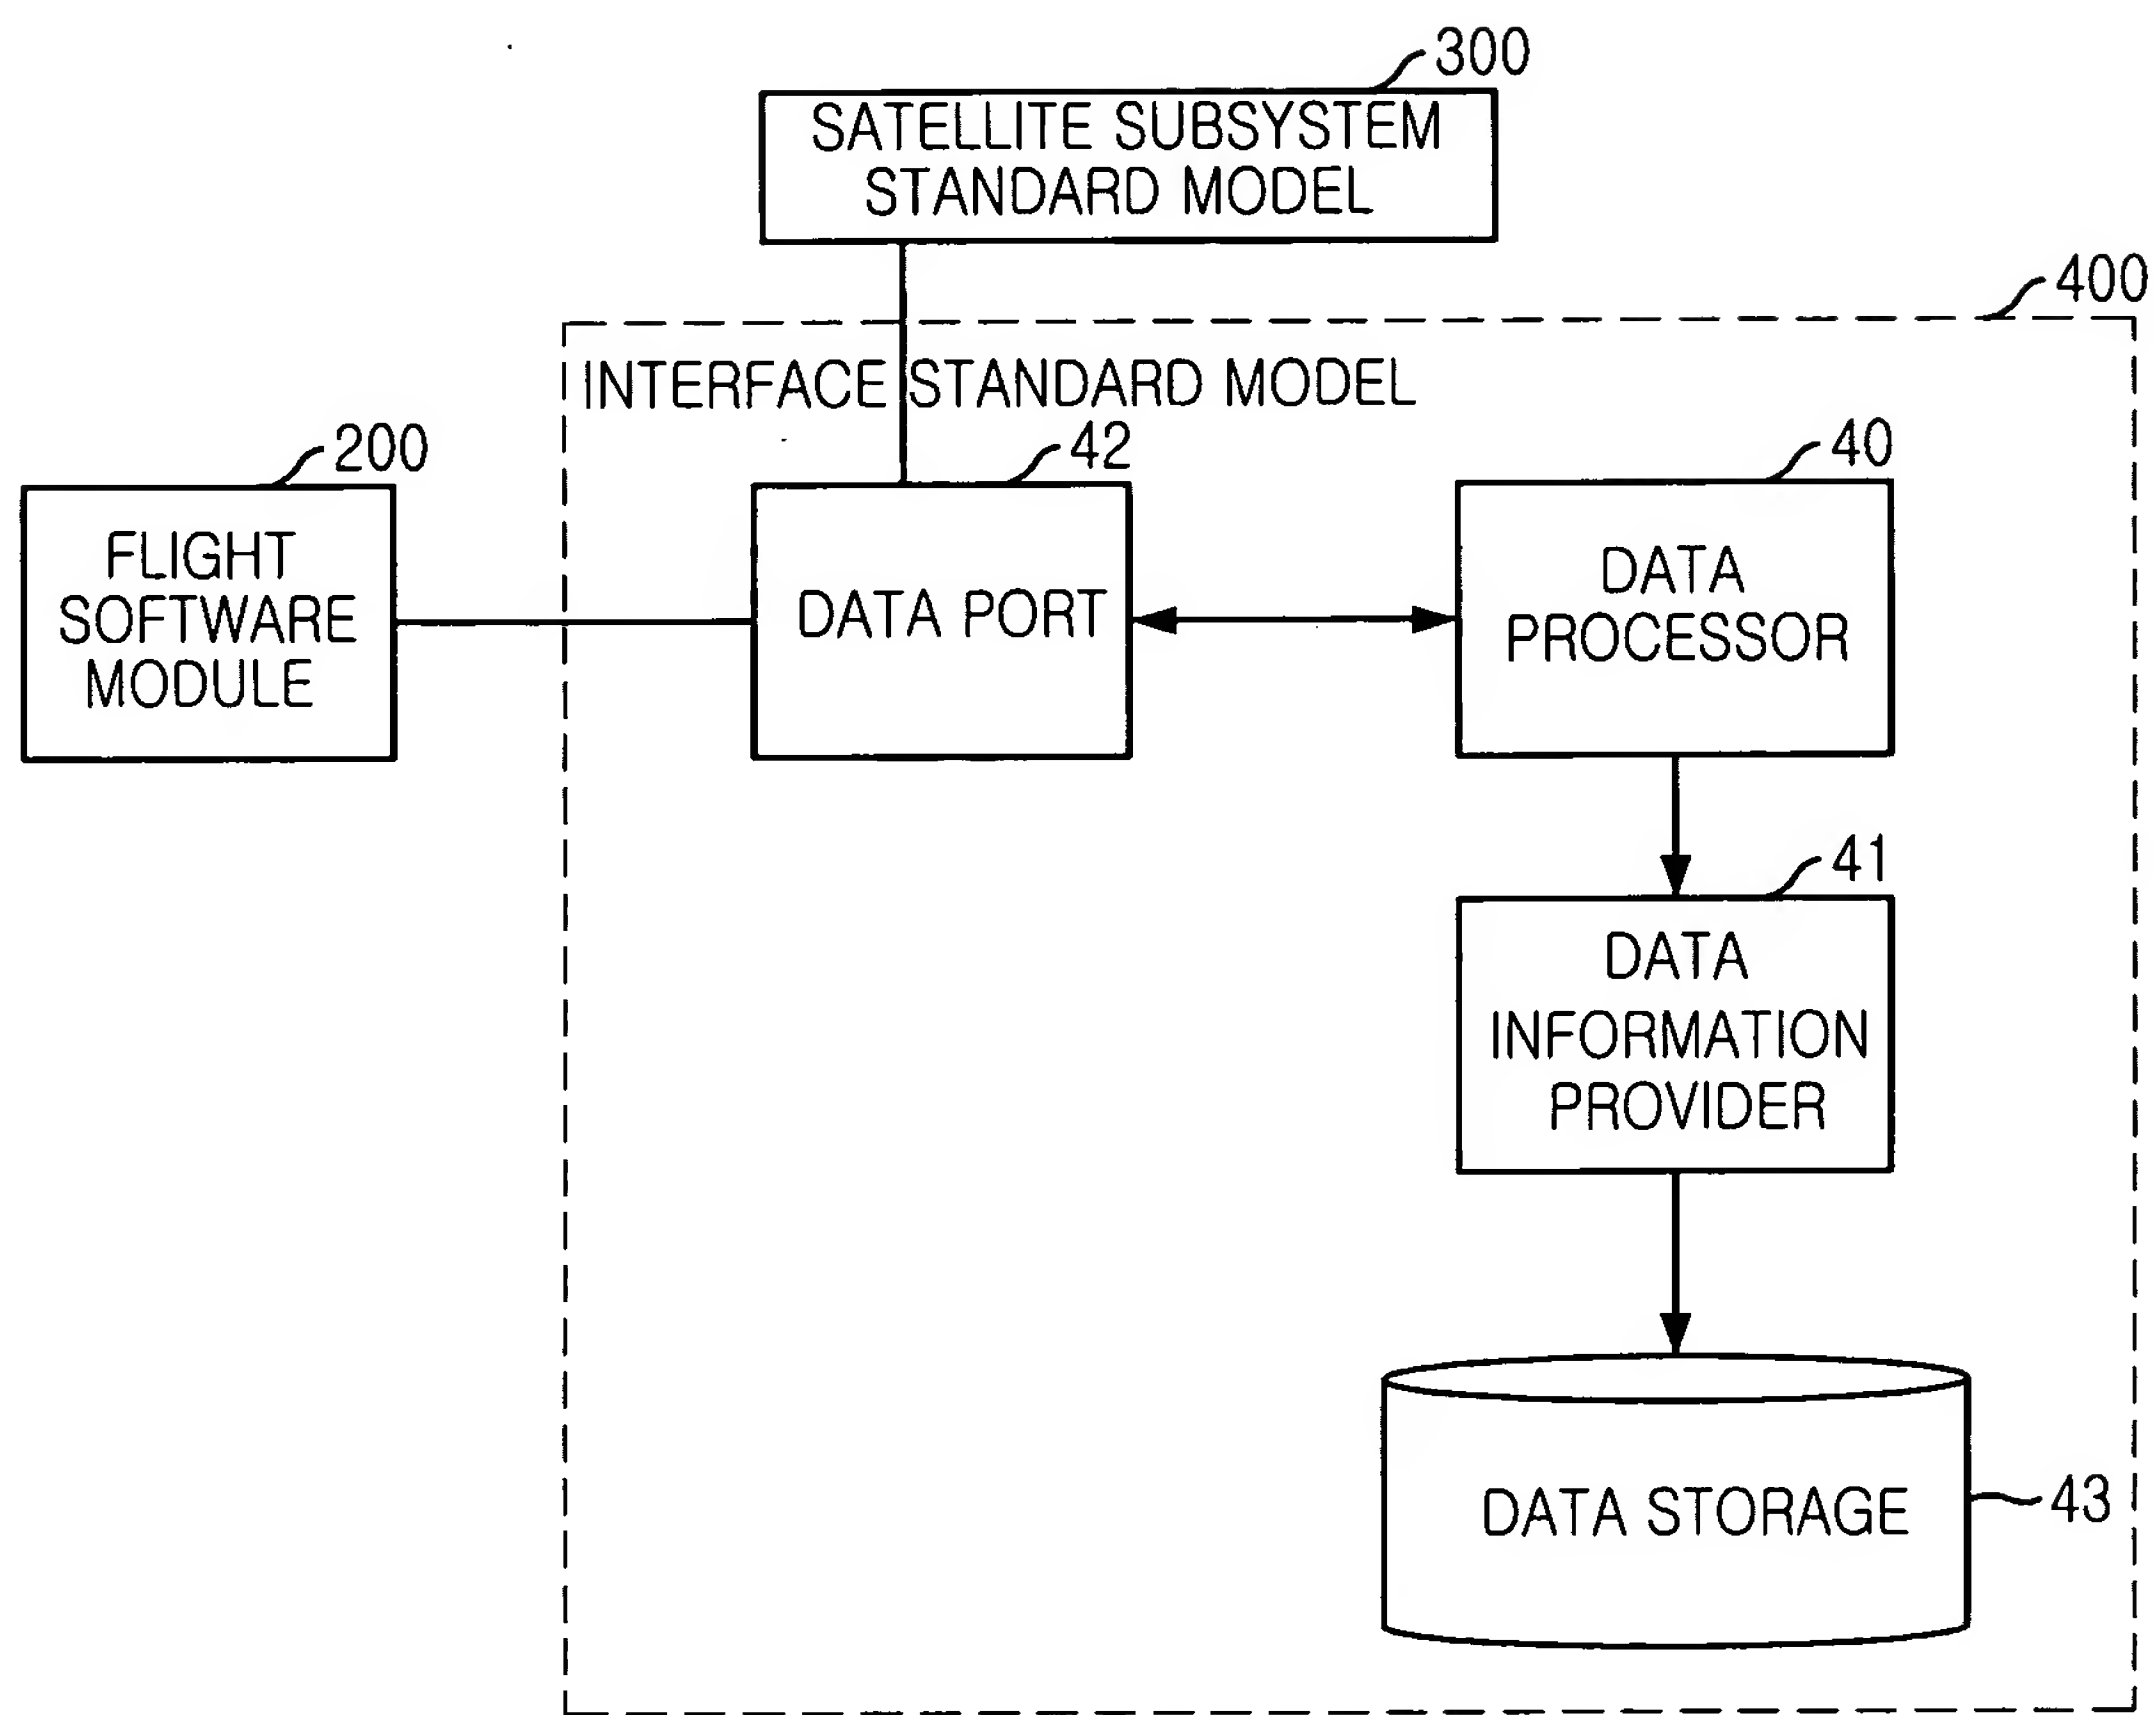 300
SATELLITE SUBSYSTEM
STANDARD MODEL
400
INTERFACE STANDARD MODEL
200
FLIGHT
SOFTWARE
MODULE
42
DATA PORT
40
DATA
PROCESSOR
41
DATA
INFORMATION
PROVIDER
DATA STORAGE
43